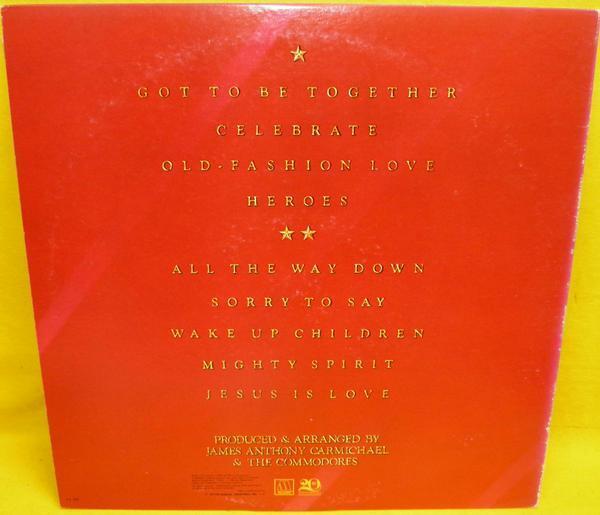 GOT TO BE TOGETHER
CELEBRATE
OLD-FASHION LOVE
HEROES
ALL THE WAY DOWN
SORRY TO SAY
WAKE UP CHILDREN
MIGHTY SPIRIT
JESUS IS LOVE
PRODUCED & ARRANGED BY
JAMES ANTHONY CARMICHAEL
& THE COMMODORES
20